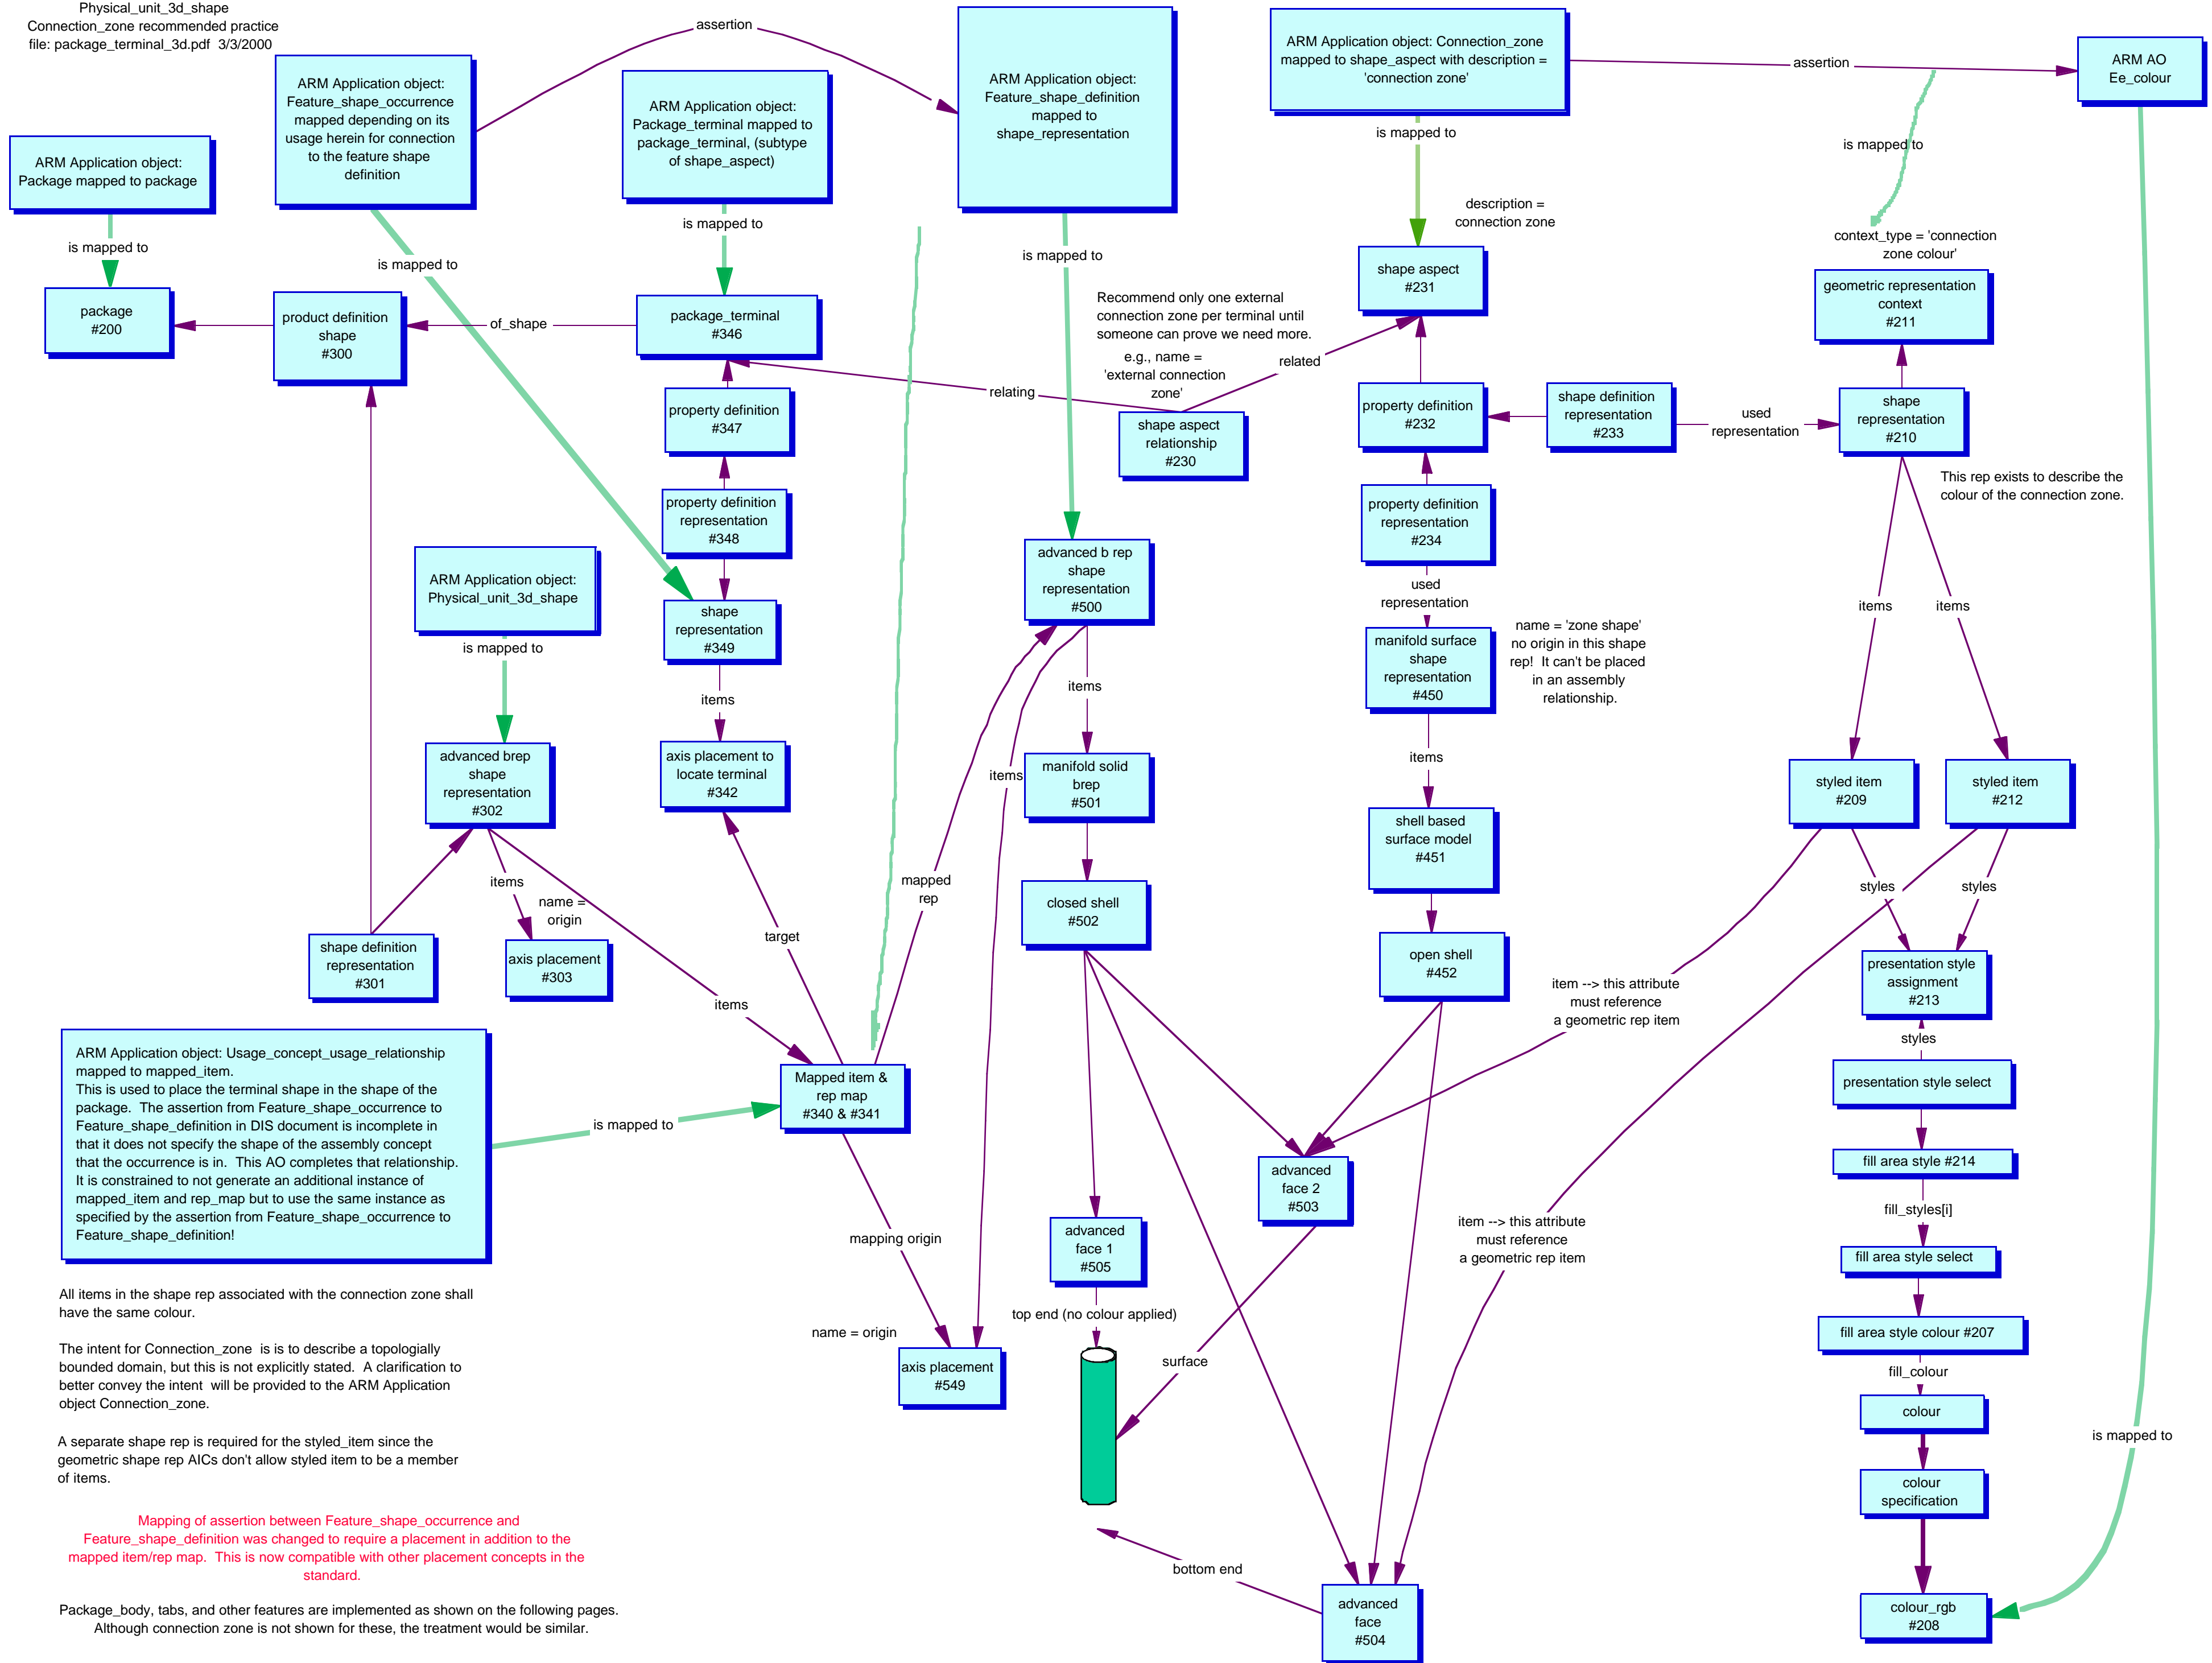 Physical_unit_3d_shape
Connection_zone recommended practice
file: package_terminal_3d.pdf  3/3/2000
ARM Application object:
Feature_shape_occurrence
mapped depending on its
usage herein for connection
to the feature shape
definition
assertion
ARM Application object:
Package_terminal mapped to
package_terminal, (subtype
of shape_aspect)
ARM Application object:
Feature_shape_definition
mapped to
shape_representation
ARM Application object: Connection_zone
mapped to shape_aspect with description =
'connection zone'
assertion
ARM AO
Ee_colour
ARM Application object:
Package mapped to package
is mapped to
is mapped to
is mapped to
is mapped to
is mapped to
is mapped to
description =
connection zone
context_type = 'connection
zone colour'
package
#200
product definition
shape
#300
of_shape
package_terminal
#346
Recommend only one external
connection zone per terminal until
someone can prove we need more.
e.g., name =
'external connection
zone'
shape aspect
#231
geometric representation
context
#211
related
relating
property definition
#347
shape aspect
relationship
#230
property definition
#232
shape definition
representation
#233
used
representation
shape
representation
#210
This rep exists to describe the
colour of the connection zone.
property definition
representation
#348
property definition
representation
#234
ARM Application object:
Physical_unit_3d_shape
is mapped to
shape
representation
#349
advanced b rep
shape
representation
#500
used
representation
items
items
manifold surface
shape
representation
#450
name = 'zone shape'
no origin in this shape
rep!  It can't be placed
in an assembly
relationship.
items
items
advanced brep
shape
representation
#302
axis placement to
locate terminal
#342
items
manifold solid
brep
#501
items
styled item
#209
styled item
#212
shell based
surface model
#451
items
name =
origin
mapped
rep
closed shell
#502
styles
styles
shape definition
representation
#301
axis placement
#303
target
open shell
#452
presentation style
assignment
#213
items
item --> this attribute
must reference
a geometric rep item
styles
ARM Application object: Usage_concept_usage_relationship
mapped to mapped_item.
This is used to place the terminal shape in the shape of the
package.  The assertion from Feature_shape_occurrence to
Feature_shape_definition in DIS document is incomplete in
that it does not specify the shape of the assembly concept
that the occurrence is in.  This AO completes that relationship.
It is constrained to not generate an additional instance of
mapped_item and rep_map but to use the same instance as
specified by the assertion from Feature_shape_occurrence to
Feature_shape_definition!
is mapped to
Mapped item &
rep map
#340 & #341
presentation style select
fill area style #214
advanced
face 2
#503
fill_styles[i]
mapping origin
advanced
face 1
#505
item --> this attribute
must reference
a geometric rep item
fill area style select
All items in the shape rep associated with the connection zone shall
have the same colour.
top end (no colour applied)
name = origin
fill area style colour #207
The intent for Connection_zone  is is to describe a topologially
bounded domain, but this is not explicitly stated.  A clarification to
better convey the intent  will be provided to the ARM Application
object Connection_zone.
axis placement
#549
surface
fill_colour
colour
is mapped to
A separate shape rep is required for the styled_item since the
geometric shape rep AICs don't allow styled item to be a member
of items.
colour
specification
Mapping of assertion between Feature_shape_occurrence and
Feature_shape_definition was changed to require a placement in addition to the
mapped item/rep map.  This is now compatible with other placement concepts in the
standard.
bottom end
advanced
face
#504
colour_rgb
#208
Package_body, tabs, and other features are implemented as shown on the following pages.
Although connection zone is not shown for these, the treatment would be similar.